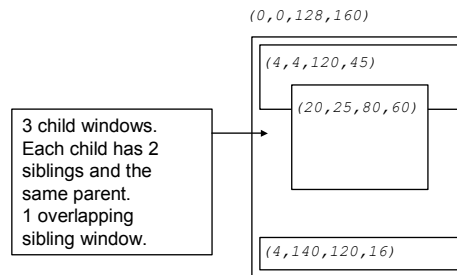 (0,0,128,160)
(4,4,120,45)
(20,25,80,60)
3 child windows.
Each child has 2
siblings and the
same parent.
1 overlapping
sibling window.
(4,140,120,16)